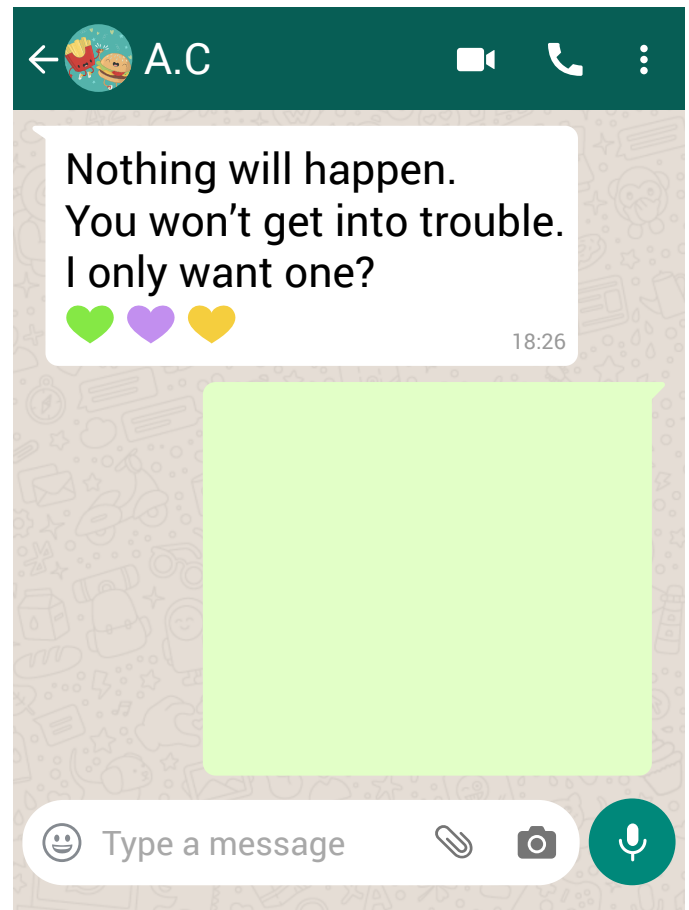 A.C
Nothing will happen.
You won’t get into trouble.
I only want one?
18:26
Type a message